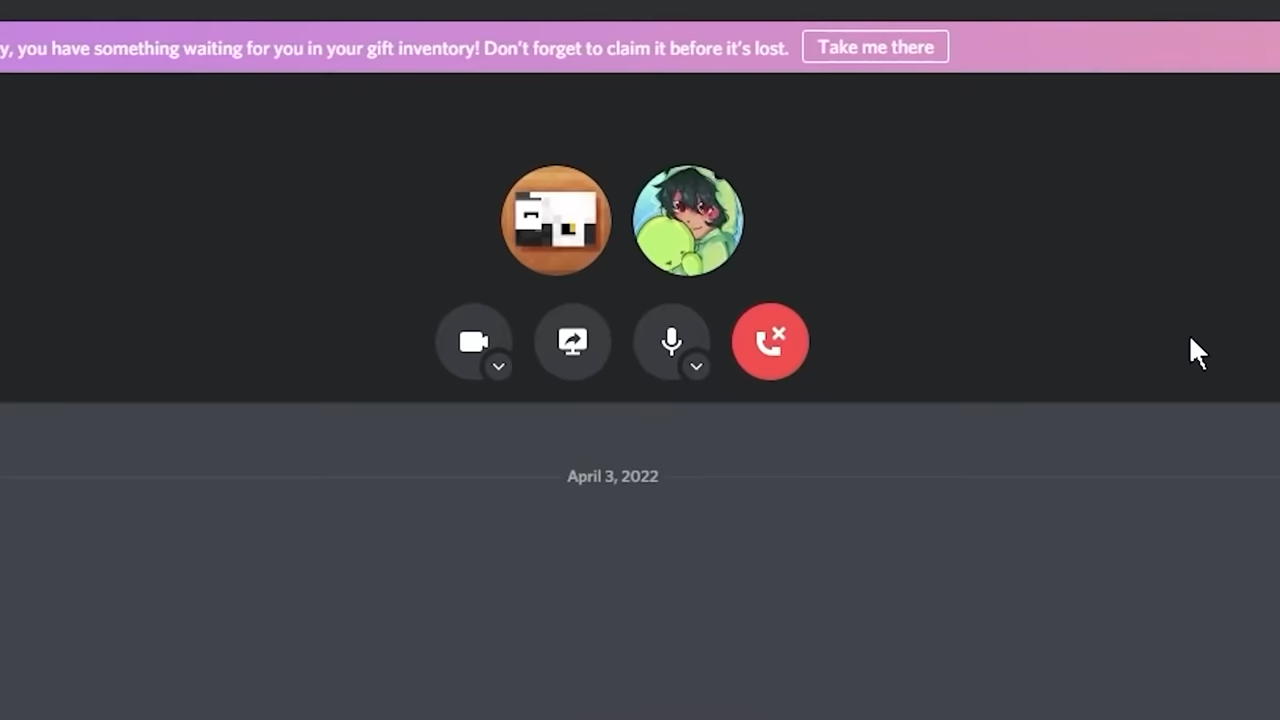 y, you have something waiting for you in your gift inventory! Don't forget to claim it before it's lost. Take me there
April 3, 2022